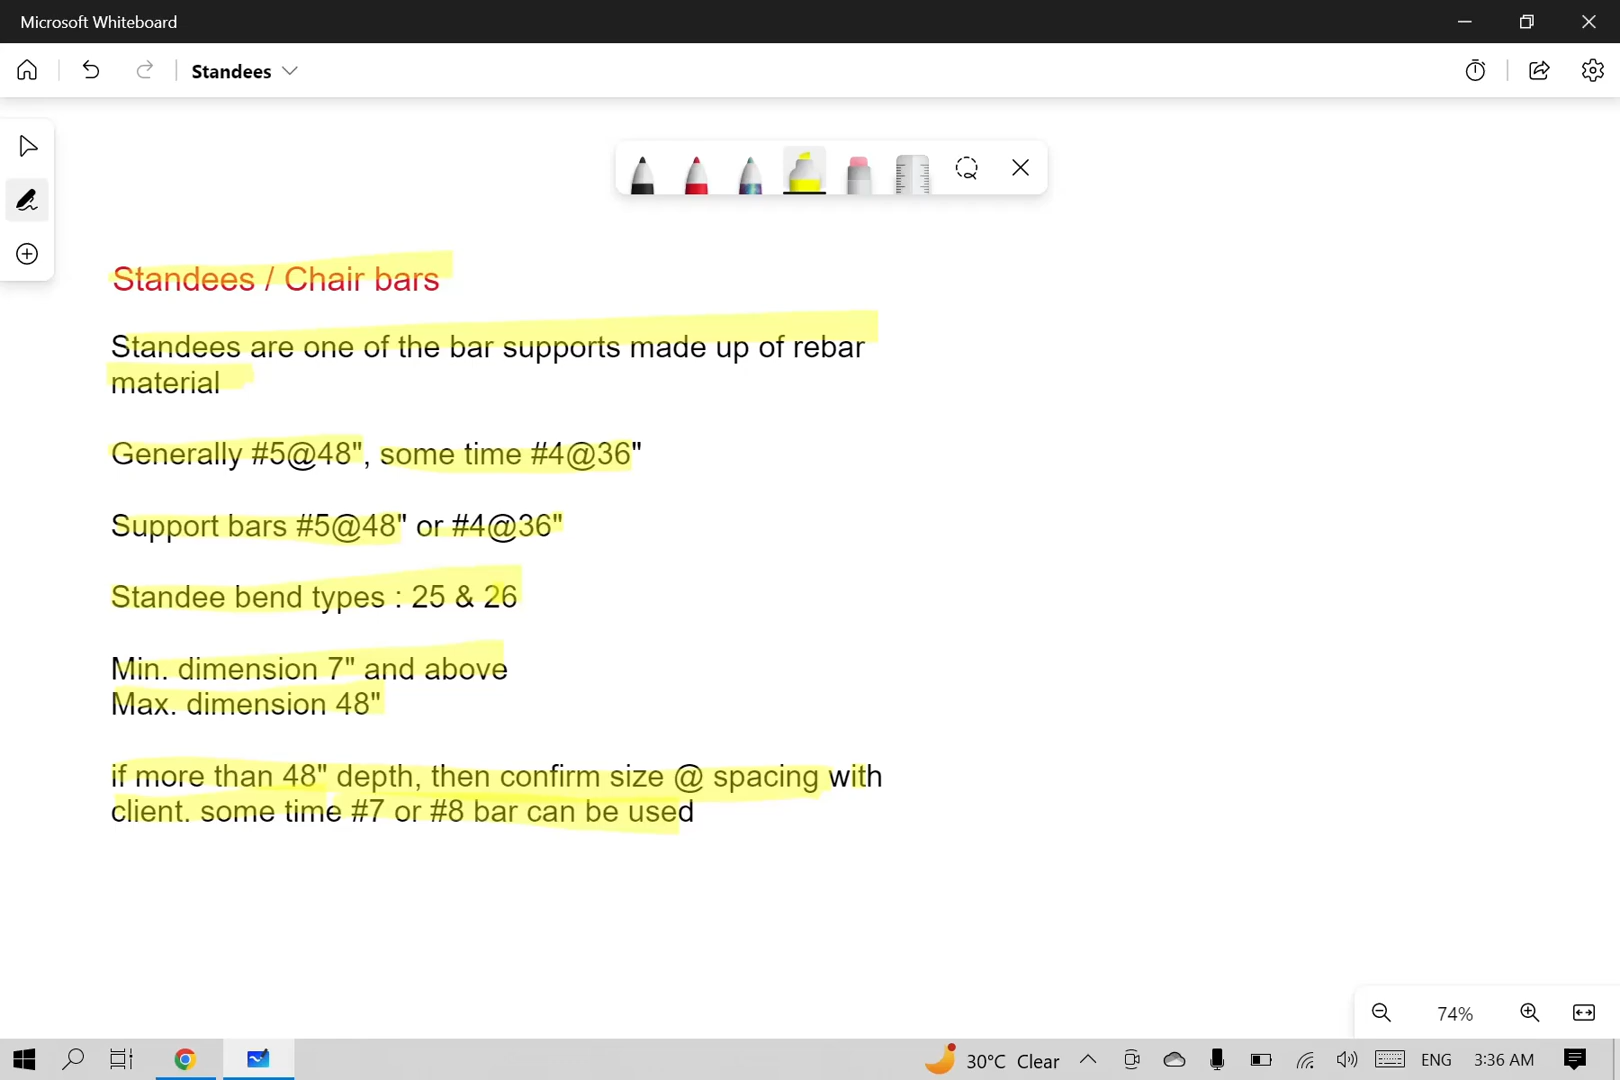 Microsoft Whiteboard
Standees
Standees / Chair bars
Standees are one of the bar supports made up of rebar
material
Generally #5@48", some time #4@36"
Support bars #5@48" or #4@36"
Standee bend types : 25 & 26
Min. dimension 7" and above
Max. dimension 48"
if more than 48" depth, then confirm size @ spacing with
client. some time #7 or #8 bar can be used
74%
30°C Clear
ENG
3:36 AM